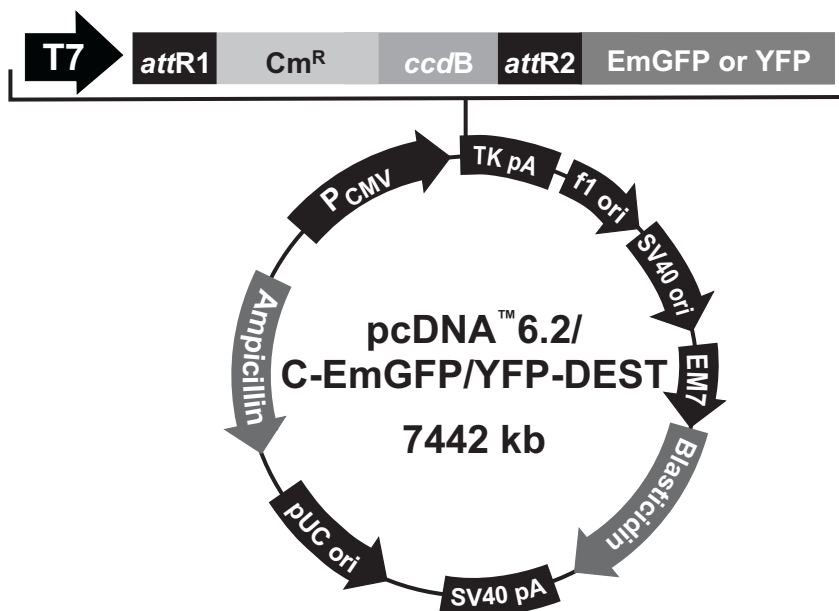 T7 attR1 Cmᴿ ccdB attR2 EmGFP or YFP
P CMV
TK pA
f1 ori
SV40 ori
EM7
Blasticidin
SV40 pA
pUC ori
Ampicillin
pcDNA™6.2/
C-EmGFP/YFP-DEST
7442 kb